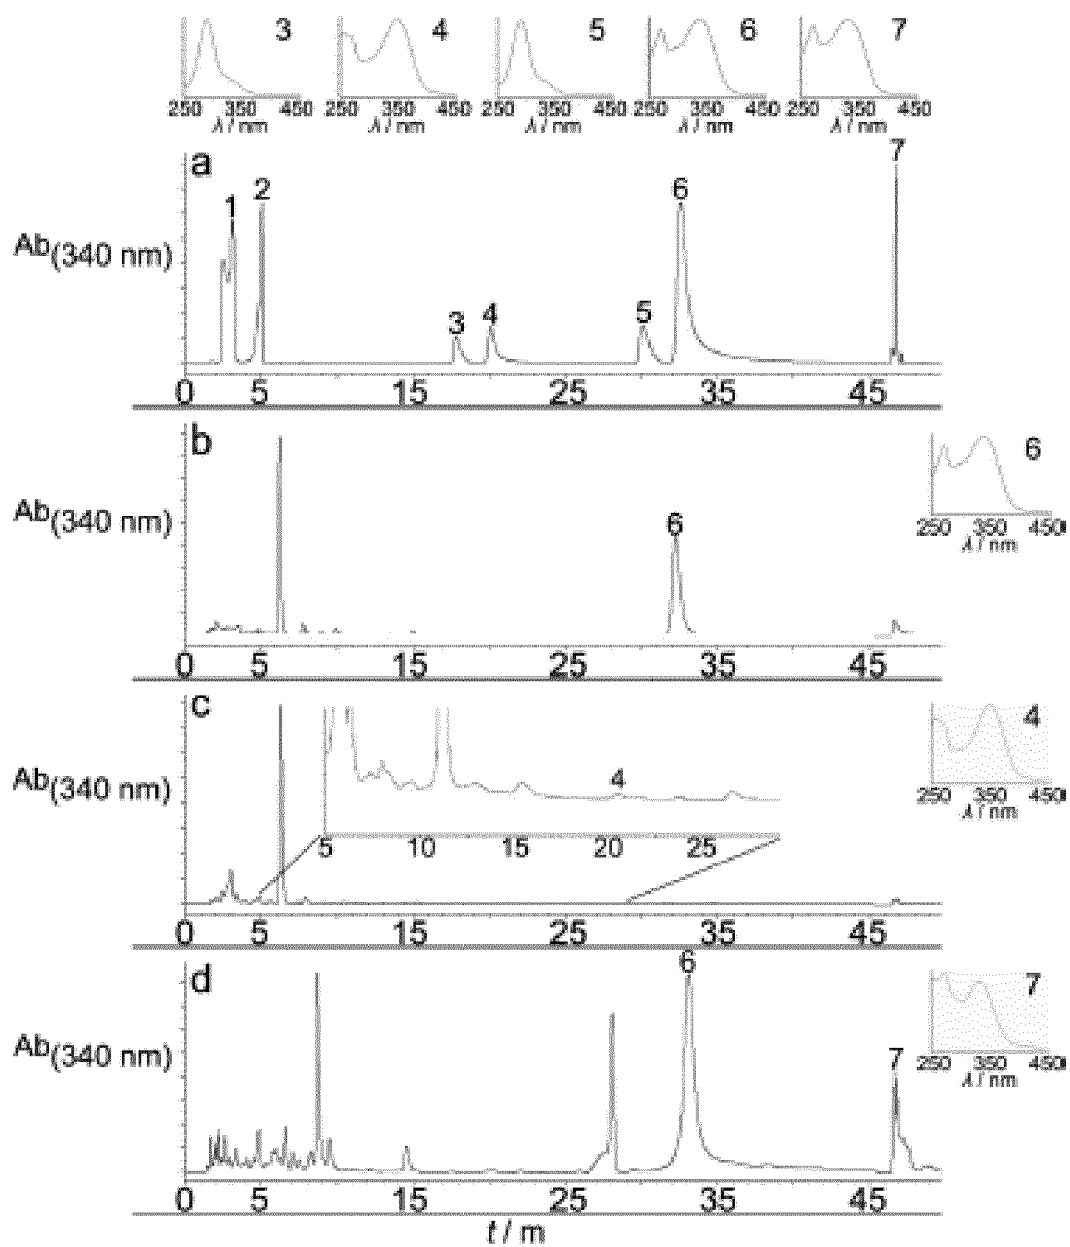 3 4 5 6 7
250 350 450 250 350 450 250 350 450 250 350 450 250 350 450
λ / nm λ / nm λ / nm λ / nm λ / nm
a 1 2 3 4 5 6 7
Ab(340 nm)
0 5 15 25 35 45
b 6 6
Ab(340 nm)
250 350 450
λ / nm
0 5 15 25 35 45
c 4 4
Ab(340 nm)
250 350 450
5 10 15 20 25
λ / nm
0 5 15 25 35 45
d 6 7 7
Ab(340 nm)
250 350 450
λ / nm
0 5 15 25 35 45
t / m